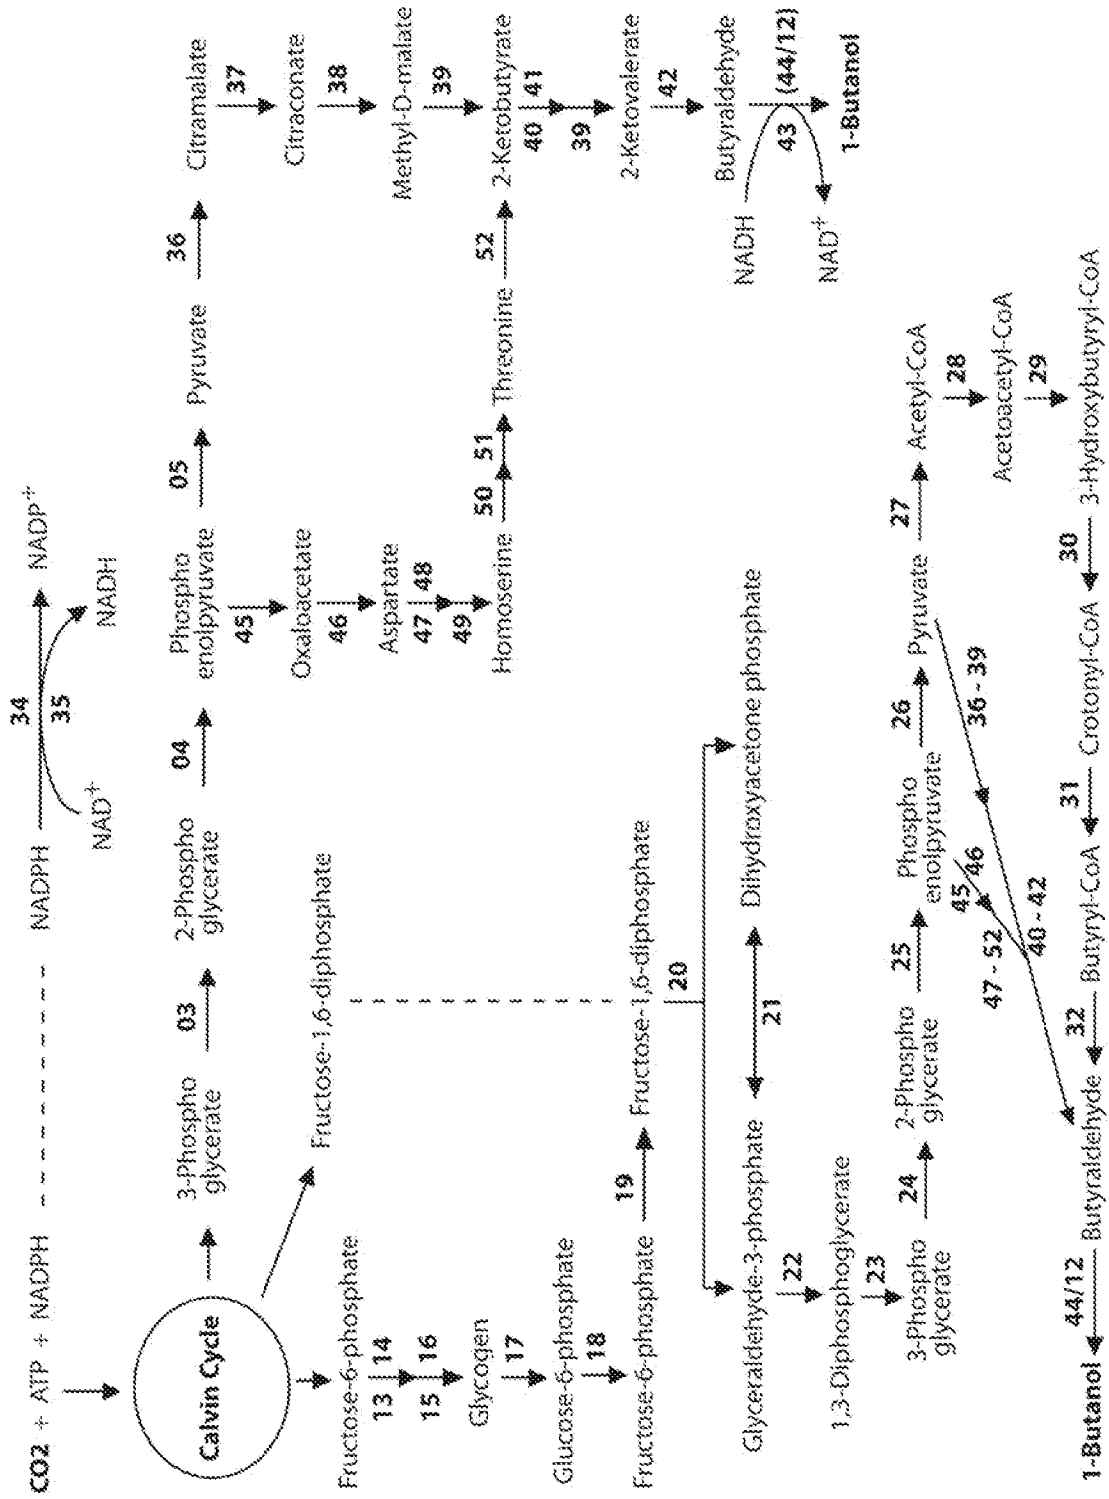 CO2 + ATP + NADPH
NADPH
34
NADP+
35
NAD+
NADH
Calvin Cycle
3-Phospho
glycerate
03
2-Phospho
glycerate
04
Phospho
enolpyruvate
05
Pyruvate
36
Citramalate
37
Citraconate
38
Methyl-D-malate
39
2-Ketobutyrate
40
41
39
2-Ketovalerate
42
Butyraldehyde
NADH
43
(44/12)
NAD+
1-Butanol
45
Oxaloacetate
46
Aspartate
47
48
49
Homoserine
50
51
Threonine
52
Fructose-1,6-diphosphate
Fructose-6-phosphate
13
14
15
16
Glycogen
17
Glucose-6-phosphate
18
Fructose-6-phosphate
19
Fructose-1,6-diphosphate
20
Glyceraldehyde-3-phosphate
21
Dihydroxyacetone phosphate
22
1,3-Diphosphoglycerate
23
3-Phospho
glycerate
24
2-Phospho
glycerate
25
Phospho
enolpyruvate
26
Pyruvate
27
Acetyl-CoA
28
Acetoacetyl-CoA
29
3-Hydroxybutyryl-CoA
30
Crotonyl-CoA
31
Butyryl-CoA
32
Butyraldehyde
44/12
1-Butanol
45
46
47 - 52
36 - 39
40 - 42